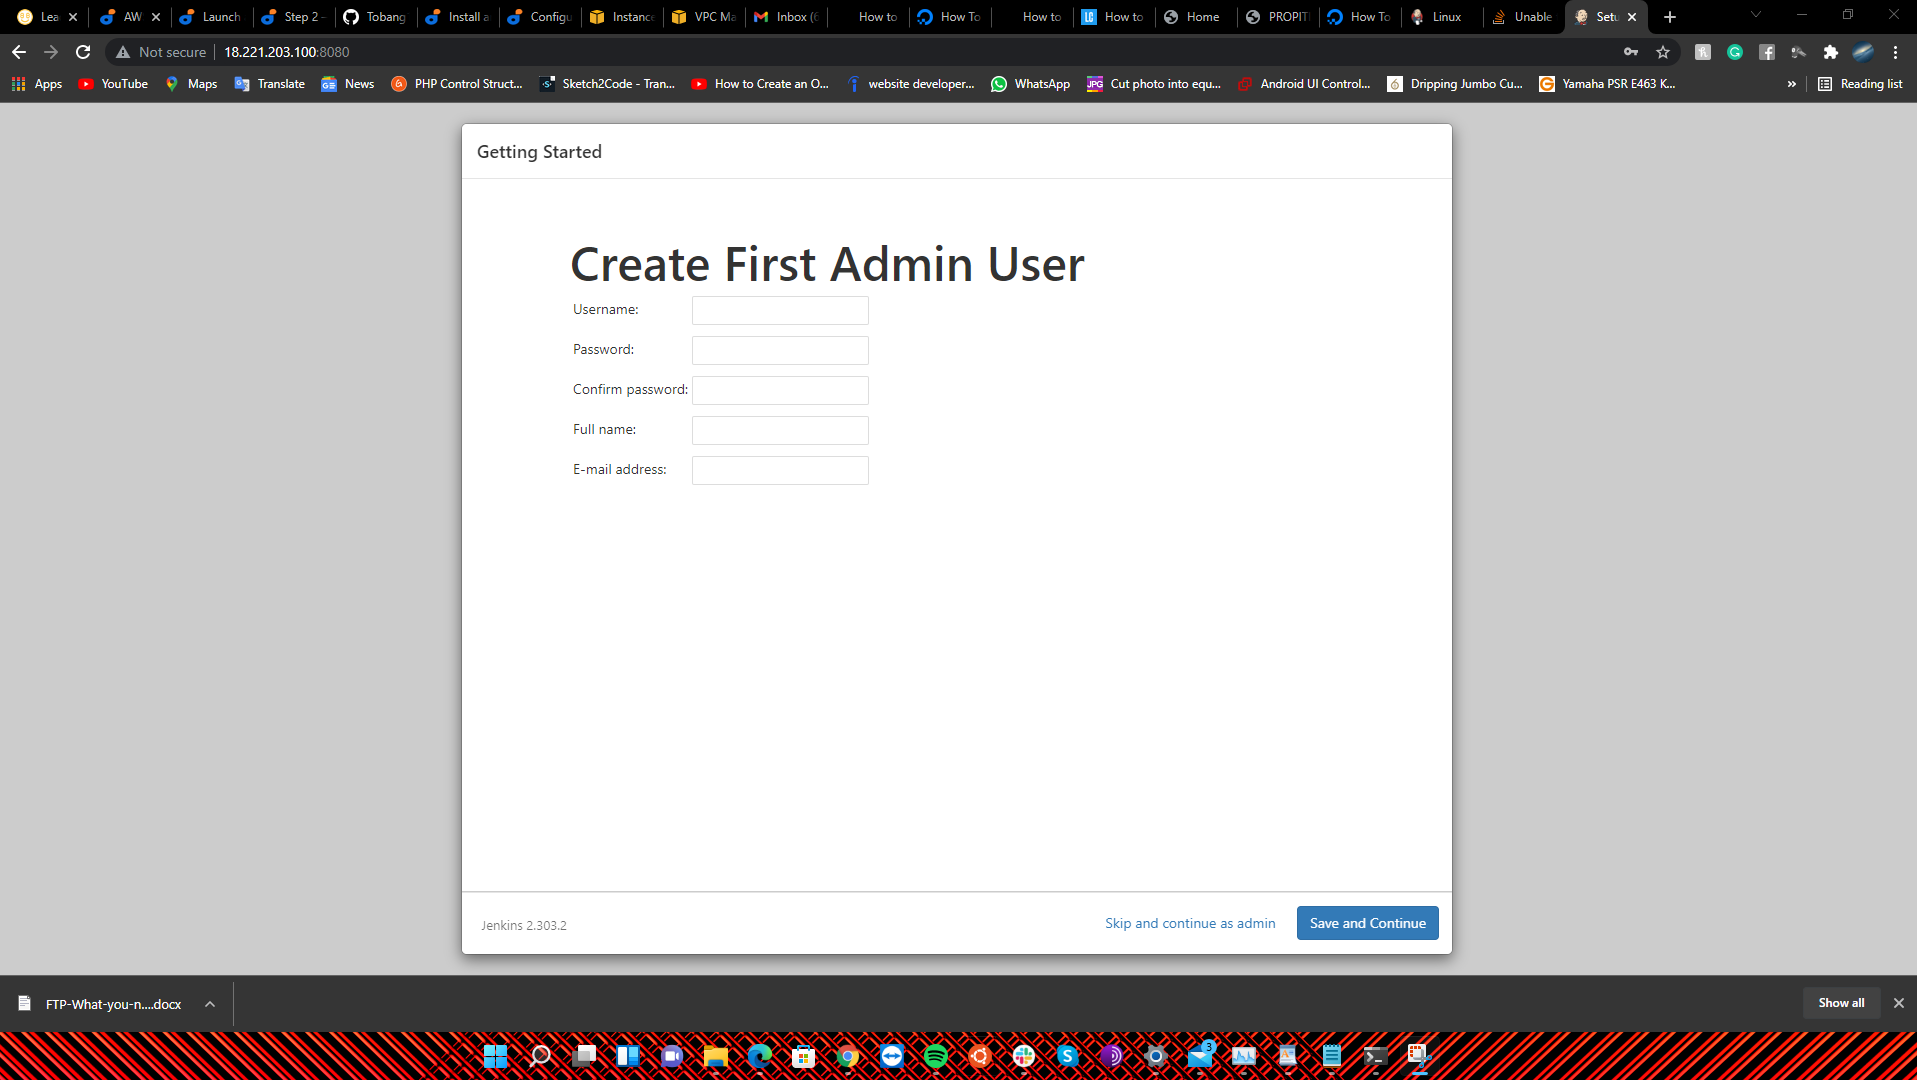 Lea
AW
Launch
Step 2 -
Tobang
Install a
Configu
Instance
VPC Ma
Inbox (6
How to
How To
How to
LC How to
Home
PROPIT
How To
Linux
Unable
Setu
Not secure 18.221.203.100:8080
Apps
YouTube
Maps
Translate
News
PHP Control Struct...
Sketch2Code - Tran...
How to Create an O...
website developer...
WhatsApp
JPG Cut photo into equ...
Android UI Control...
Dripping Jumbo Cu...
Yamaha PSR E463 K...
»
Reading list
Getting Started
Create First Admin User
Username:
Password:
Confirm password:
Full name:
E-mail address:
Jenkins 2.303.2
Skip and continue as admin
Save and Continue
FTP-What-you-n....docx
Show all
3